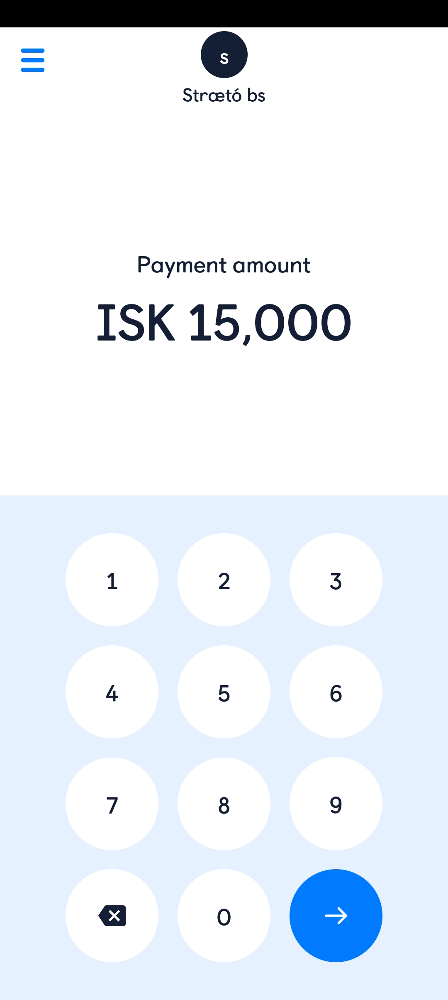 s
Strætó bs
Payment amount
ISK 15,000
1 2 3
4 5 6
7 8 9
0